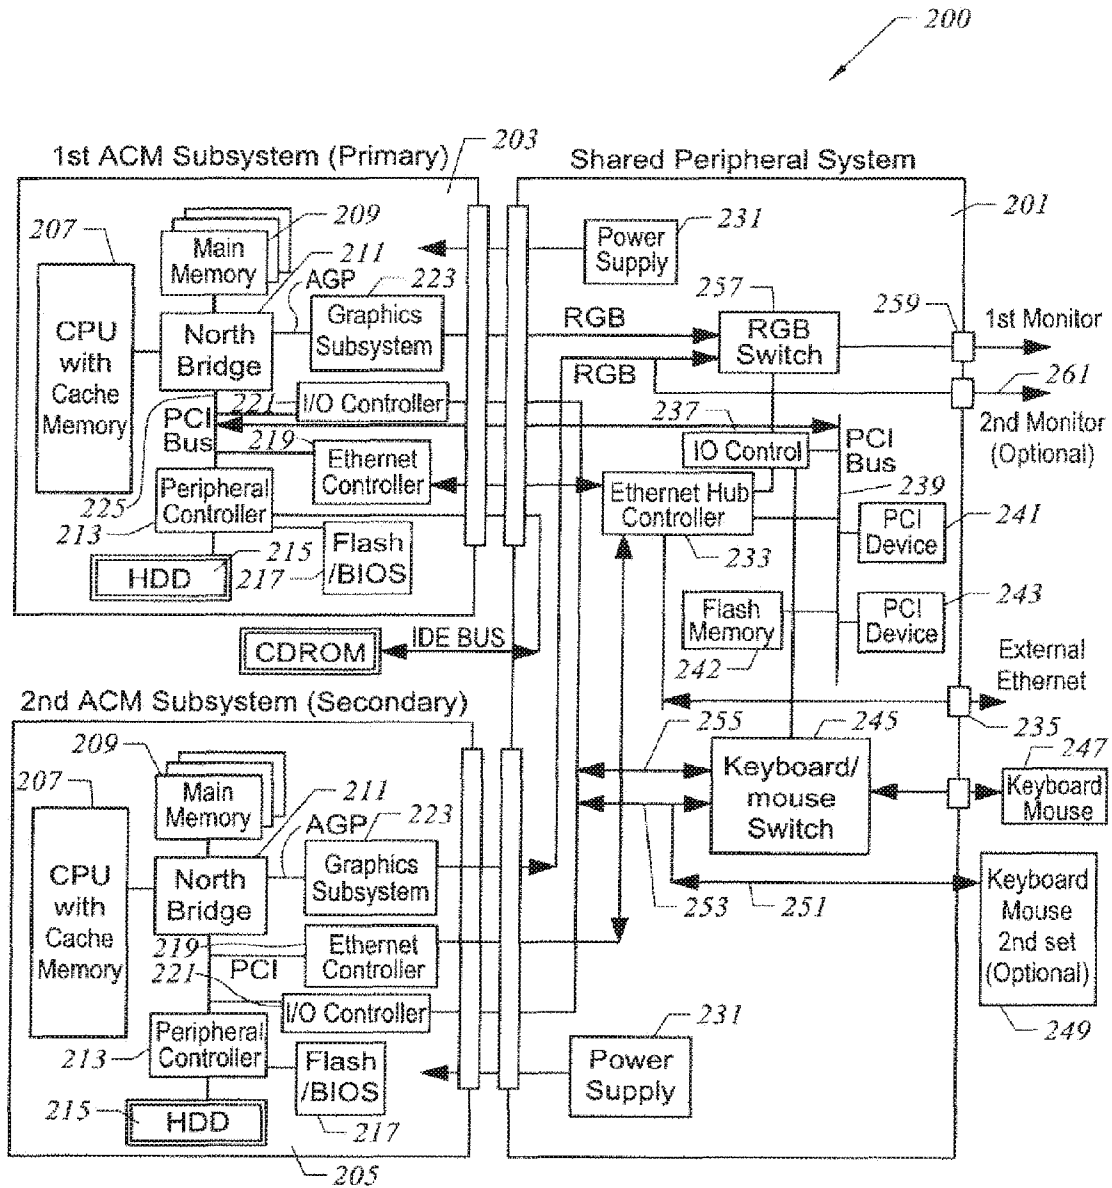 200
1st ACM Subsystem (Primary)
203
Shared Peripheral System
201
207
209
Main
Memory
211
AGP
223
CPU
with
Cache
Memory
North
Bridge
Graphics
Subsystem
221
I/O Controller
225
PCI
Bus
219
Ethernet
Controller
213
Peripheral
Controller
215
HDD
217
Flash
/BIOS
Power
Supply
231
RGB
257
RGB
Switch
259
1st Monitor
RGB
261
2nd Monitor
(Optional)
237
IO Control
PCI
Bus
239
Ethernet Hub
Controller
233
PCI
Device
241
Flash
Memory
242
PCI
Device
243
CDROM
IDE BUS
External
Ethernet
235
2nd ACM Subsystem (Secondary)
207
209
Main
Memory
211
AGP
223
CPU
with
Cache
Memory
North
Bridge
Graphics
Subsystem
219
PCI
Ethernet
Controller
221
I/O Controller
213
Peripheral
Controller
215
HDD
Flash
/BIOS
217
205
255
245
Keyboard/
mouse
Switch
247
Keyboard
Mouse
253
251
Keyboard
Mouse
2nd set
(Optional)
249
231
Power
Supply